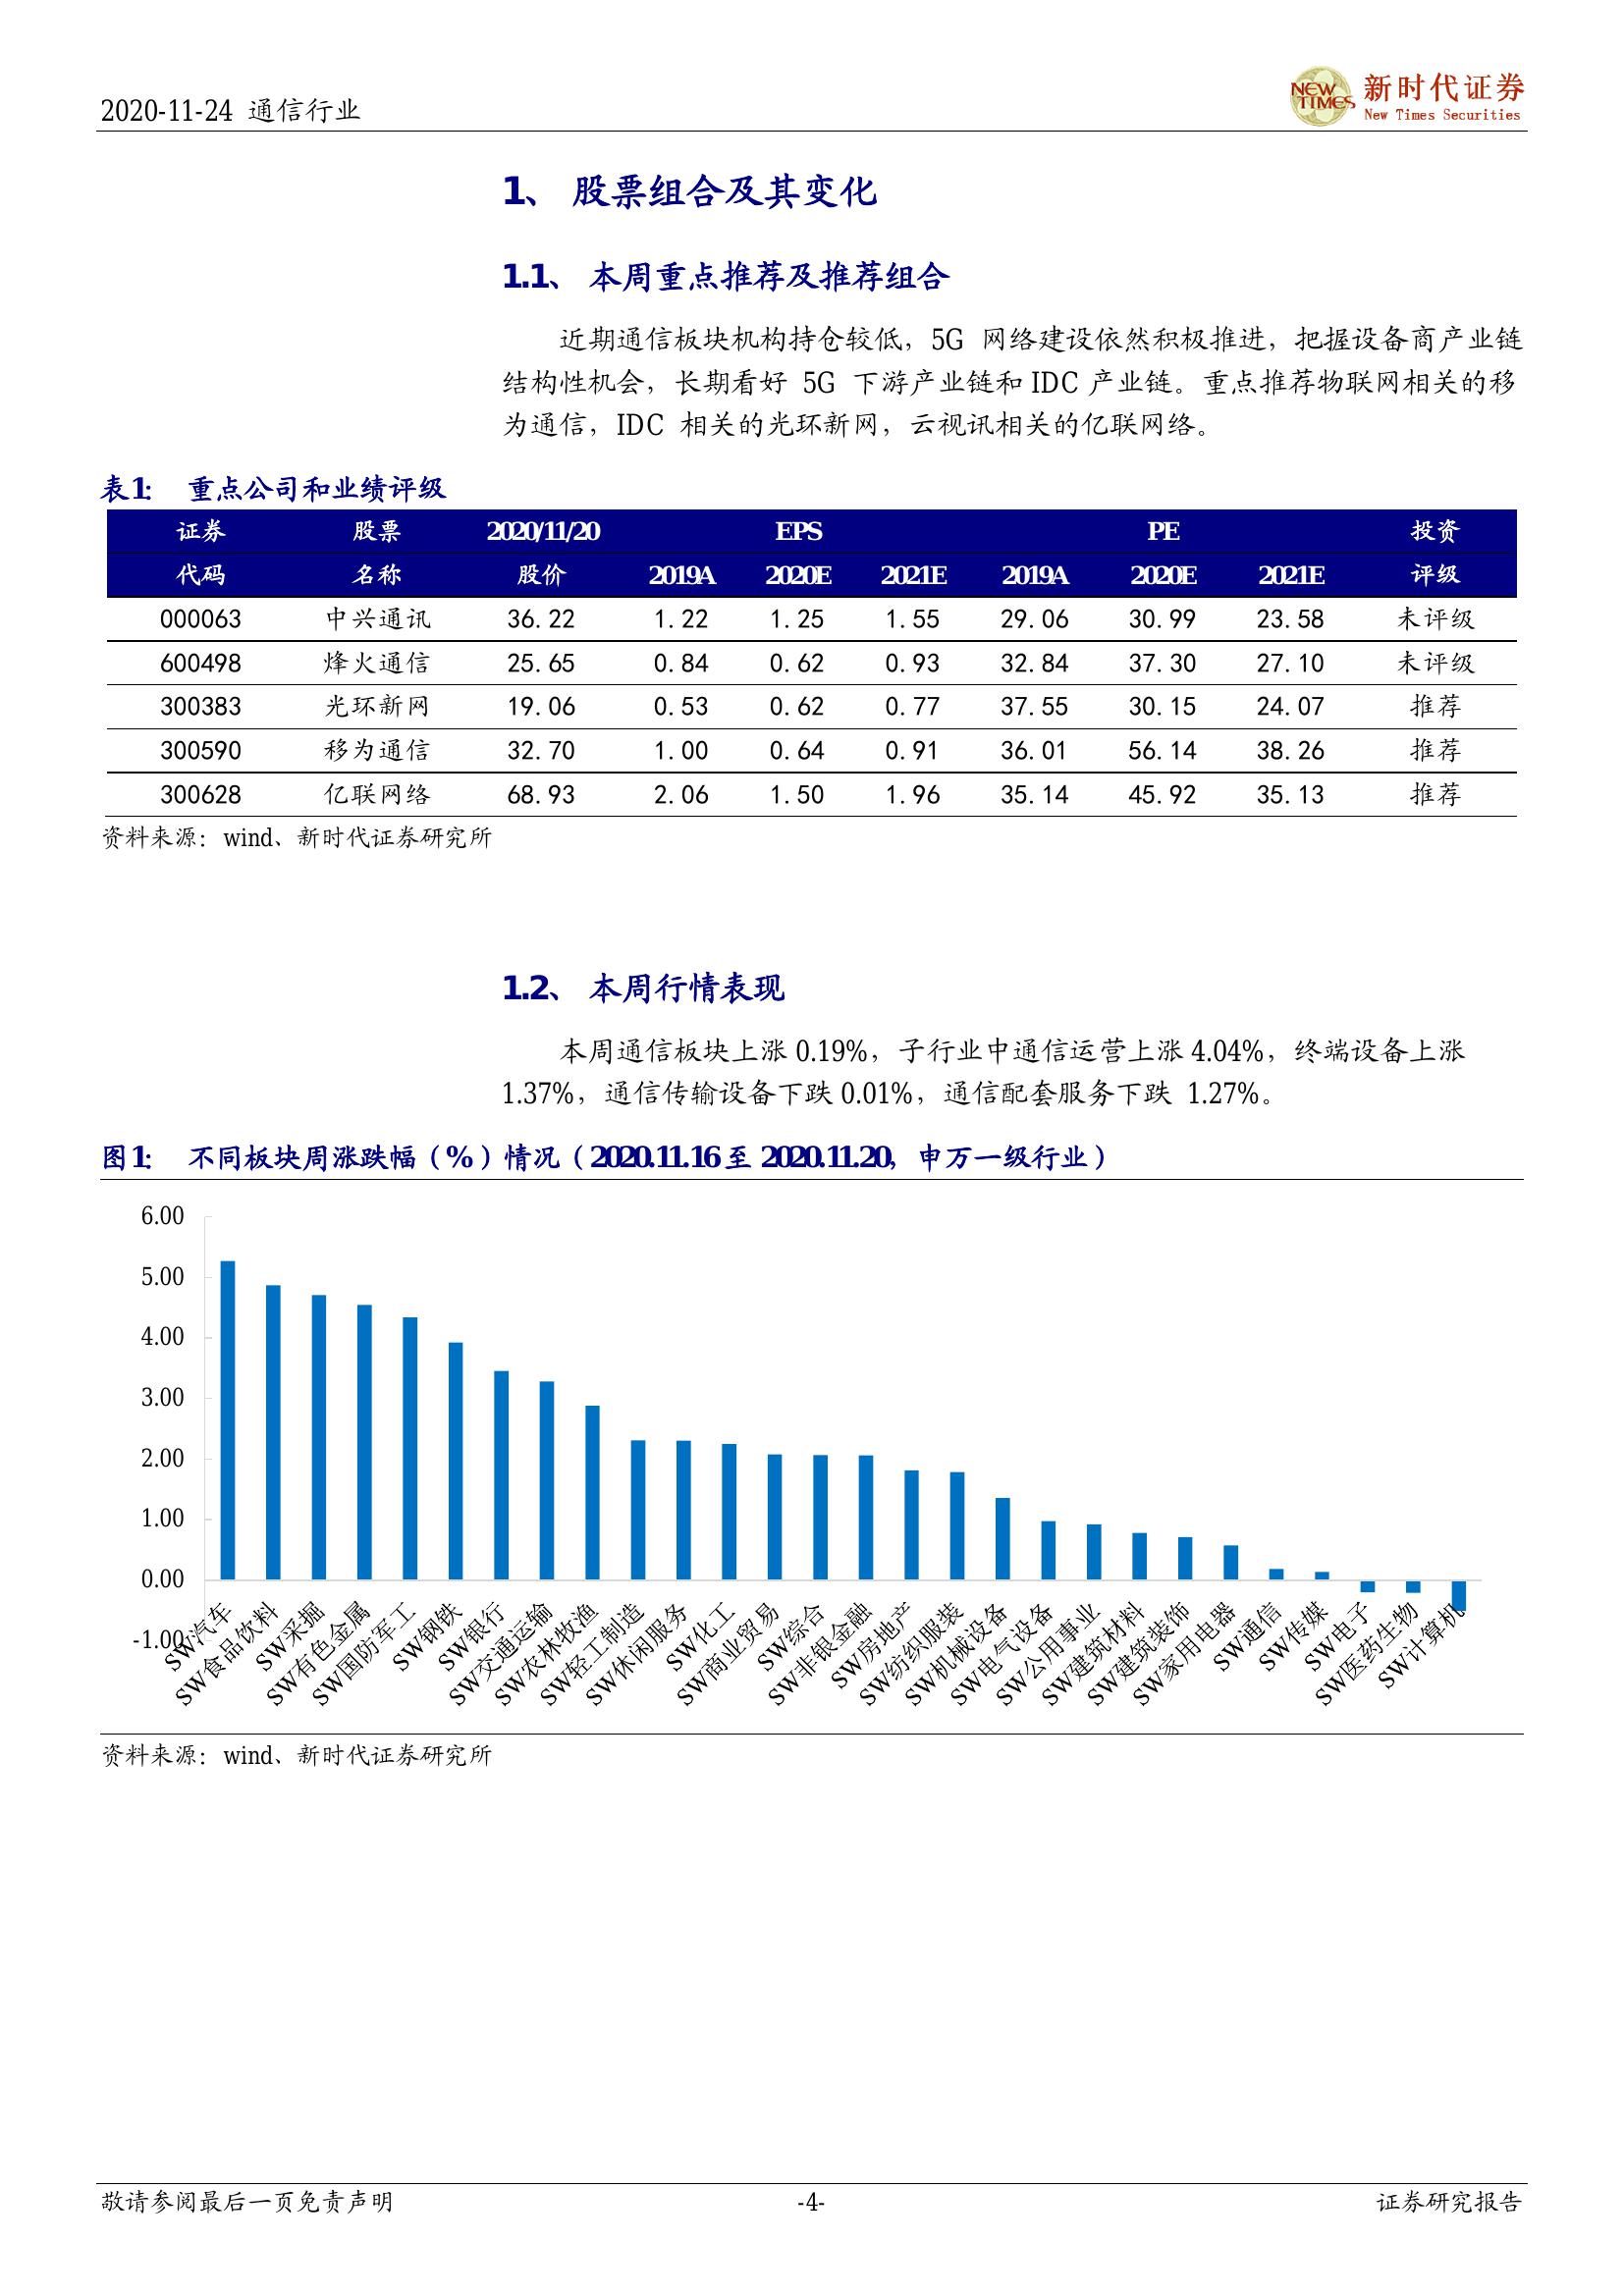 2020-11-24 通信行业
NEW TIMES 新时代证券
New Times Securities
1、 股票组合及其变化
1.1、 本周重点推荐及推荐组合
近期通信板块机构持仓较低，5G 网络建设依然积极推进，把握设备商产业链
结构性机会，长期看好 5G 下游产业链和 IDC 产业链。重点推荐物联网相关的移
为通信，IDC 相关的光环新网，云视讯相关的亿联网络。
表1： 重点公司和业绩评级
证券 股票 2020/11/20 EPS PE 投资
代码 名称 股价 2019A 2020E 2021E 2019A 2020E 2021E 评级
000063 中兴通讯 36.22 1.22 1.25 1.55 29.06 30.99 23.58 未评级
600498 烽火通信 25.65 0.84 0.62 0.93 32.84 37.30 27.10 未评级
300383 光环新网 19.06 0.53 0.62 0.77 37.55 30.15 24.07 推荐
300590 移为通信 32.70 1.00 0.64 0.91 36.01 56.14 38.26 推荐
300628 亿联网络 68.93 2.06 1.50 1.96 35.14 45.92 35.13 推荐
资料来源：wind、新时代证券研究所
1.2、 本周行情表现
本周通信板块上涨 0.19%，子行业中通信运营上涨 4.04%，终端设备上涨
1.37%，通信传输设备下跌 0.01%，通信配套服务下跌 1.27%。
图1： 不同板块周涨跌幅（%）情况（2020.11.16 至 2020.11.20，申万一级行业）
6.00
5.00
4.00
3.00
2.00
1.00
0.00
-1.00
SW汽车
SW食品饮料
SW采掘
SW有色金属
SW国防军工
SW钢铁
SW银行
SW交通运输
SW农林牧渔
SW轻工制造
SW休闲服务
SW化工
SW商业贸易
SW综合
SW非银金融
SW房地产
SW纺织服装
SW机械设备
SW电气设备
SW公用事业
SW建筑材料
SW建筑装饰
SW家用电器
SW通信
SW传媒
SW电子
SW医药生物
SW计算机
资料来源：wind、新时代证券研究所
敬请参阅最后一页免责声明 -4- 证券研究报告